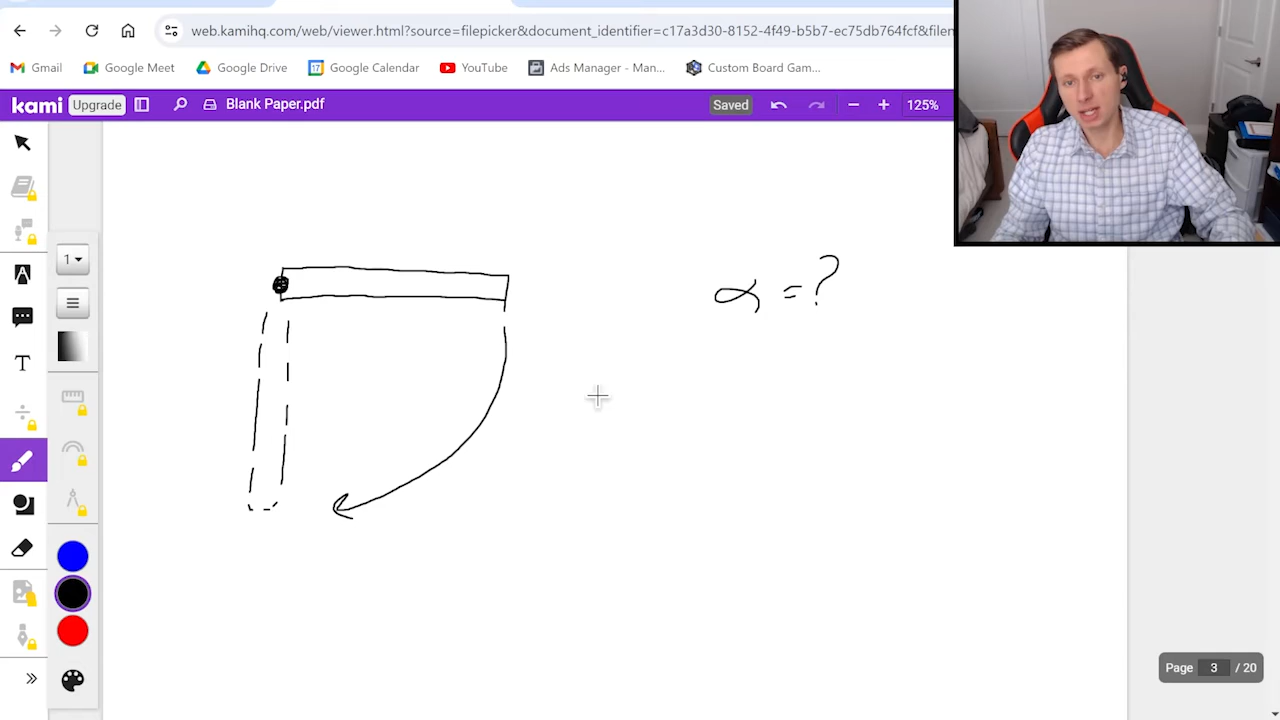 web.kamihq.com/web/viewer.html?source=filepicker&document_identifier=c17a3d30-8152-4f49-b5b7-ec75db764fcf&filen
Gmail
Google Meet
Google Drive
17
Google Calendar
YouTube
Ads Manager - Man...
Custom Board Gam...
kami
Upgrade
Blank Paper.pdf
Saved
125%
A
1
T
α = ?
Page 3 / 20